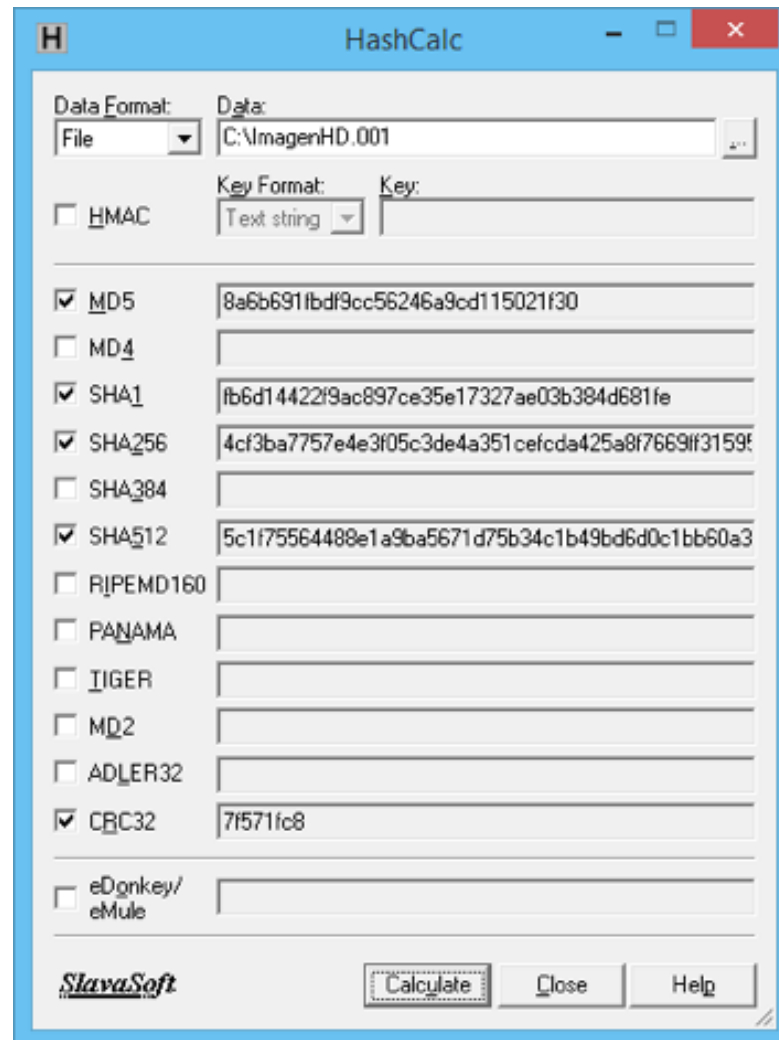 H HashCalc
Data Format: Data:
File C:\ImagenHD.001 ...
Key Format: Key:
HMAC Text string
MD5 8a6b691fbdf9cc56246a9cd115021f30
MD4
SHA1 fb6d14422f9ac897ce35e17327ae03b384d681fe
SHA256 4cf3ba7757e4e3f05c3de4a351cefcda425a8f7669ff31595
SHA384
SHA512 5c1f75564488e1a9ba5671d75b34c1b49bd6d0c1bb60a3
RIPEMD160
PANAMA
TIGER
MD2
ADLER32
CRC32 7f571fc8
eDonkey/
eMule
SlavaSoft Calculate Close Help